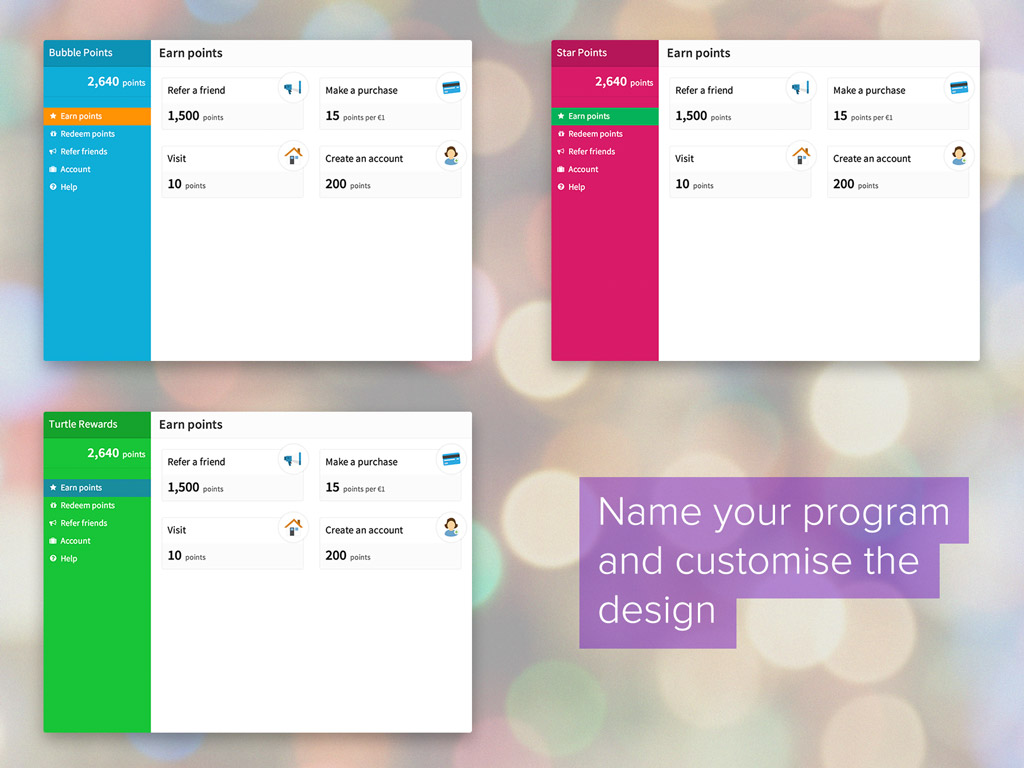 Bubble Points
2,640 points
Earn points
Redeem points
Refer friends
Account
Help
Earn points
Refer a friend
1,500 points
Make a purchase
15 points per €1
Visit
10 points
Create an account
200 points
Star Points
2,640 points
Earn points
Redeem points
Refer friends
Account
Help
Earn points
Refer a friend
1,500 points
Make a purchase
15 points per €1
Visit
10 points
Create an account
200 points
Turtle Rewards
2,640 points
Earn points
Redeem points
Refer friends
Account
Help
Earn points
Refer a friend
1,500 points
Make a purchase
15 points per €1
Visit
10 points
Create an account
200 points
Name your program
and customise the
design